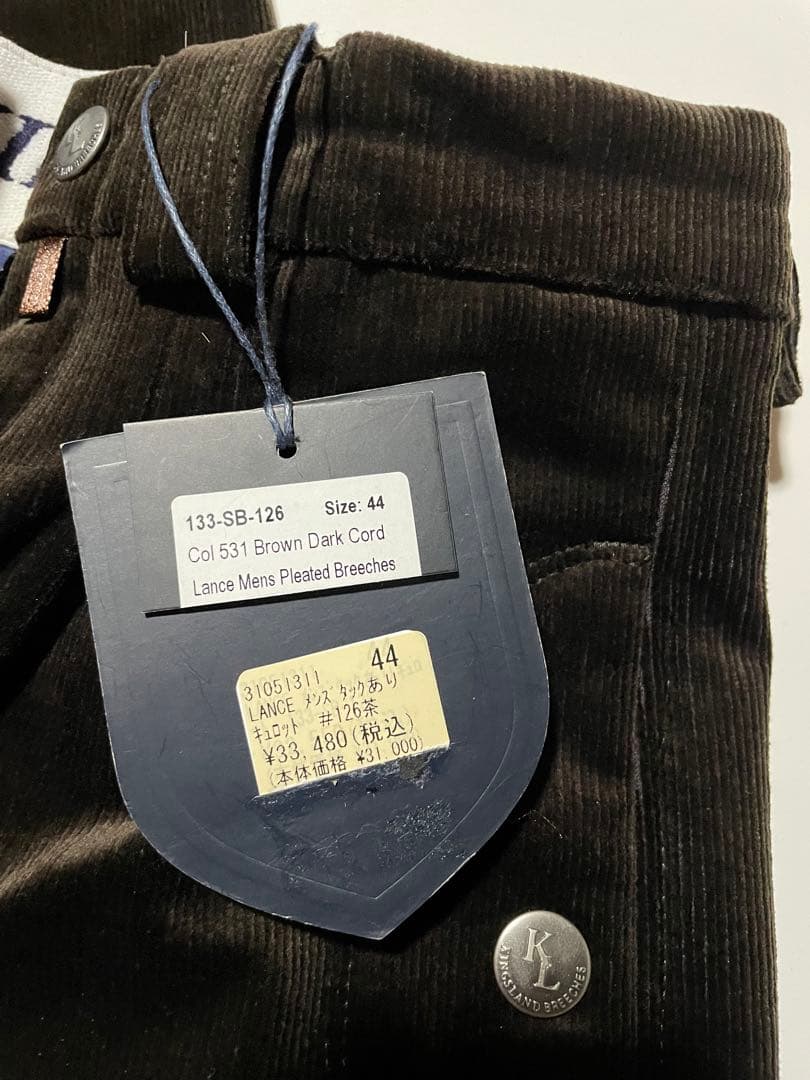 133-SB-126 Size: 44
Col 531 Brown Dark Cord
Lance Mens Pleated Breeches
31051311 44
LANCE ﾒﾝｽﾞ ﾀｯｸあり
ｷｭﾛｯﾄ #126茶
¥33,480(税込)
(本体価格 ¥31,000)
KL
KINGSLAND BREECHES